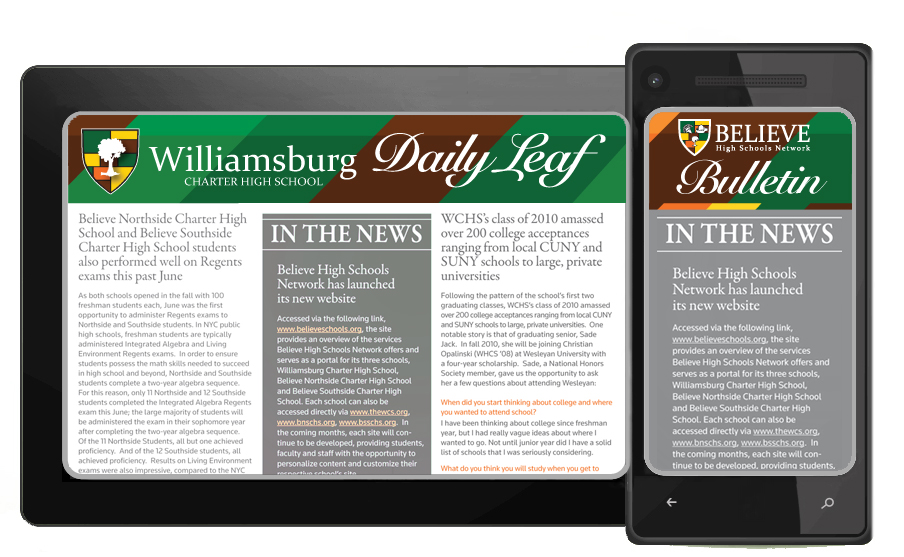 Williamsburg Daily Leaf
CHARTER HIGH SCHOOL
Believe Northside Charter High
School and Believe Southside
Charter High School students
also performed well on Regents
exams this past June
As both schools opened in the fall with 100
freshman students each, June was the first
opportunity to administer Regents exams to
Northside and Southside students. In NYC public
high schools, freshman students are typically
administered Integrated Algebra and Living
Environment Regents exams. In order to ensure
students possess the math skills needed to succeed
in high school and beyond, Northside and Southside
students complete a two-year algebra sequence.
For this reason, only 11 Northside and 12 Southside
students completed the Integrated Algebra Regents
exam this June; the large majority of students will
be administered the exam in their sophomore year
after completing the two-year algebra sequence.
Of the 11 Northside Students, all but one achieved
proficiency. And of the 12 Southside students, all
achieved proficiency. Results on Living Environment
exams were also impressive, compared to the NYC
IN THE NEWS
Believe High Schools
Network has launched
its new website
Accessed via the following link,
www.believeschools.org, the site
provides an overview of the services
Believe High Schools Network offers and
serves as a portal for its three schools,
Williamsburg Charter High School,
Believe Northside Charter High School
and Believe Southside Charter High
School. Each school can also be
accessed directly via www.thewcs.org,
www.bnschs.org, www.bsschs.org. In
the coming months, each site will con-
tinue to be developed, providing students,
faculty and staff with the opportunity to
personalize content and customize their
respective school's site.
WCHS's class of 2010 amassed
over 200 college acceptances
ranging from local CUNY and
SUNY schools to large, private
universities
Following the pattern of the school's first two
graduating classes, WCHS's class of 2010 amassed
over 200 college acceptances ranging from local CUNY
and SUNY schools to large, private universities. One
notable story is that of graduating senior, Sade
Jack. In fall 2010, she will be joining Christian
Opalinski (WHCS '08) at Wesleyan University with
a four-year scholarship. Sade, a National Honors
Society member, gave us the opportunity to ask
her a few questions about attending Wesleyan:
When did you start thinking about college and where
you wanted to attend school?
I have been thinking about college since freshman
year, but I had really vague ideas about where I
wanted to go. Not until junior year did I have a solid
list of schools that I was seriously considering.
What do you think you will study when you get to
BELIEVE
High Schools Network
Bulletin
IN THE NEWS
Believe High Schools
Network has launched
its new website
Accessed via the following link,
www.believeschools.org, the site
provides an overview of the services
Believe High Schools Network offers and
serves as a portal for its three schools,
Williamsburg Charter High School,
Believe Northside Charter High School
and Believe Southside Charter High
School. Each school can also be
accessed directly via www.thewcs.org,
www.bnschs.org, www.bsschs.org. In
the coming months, each site will con-
tinue to be developed, providing students,